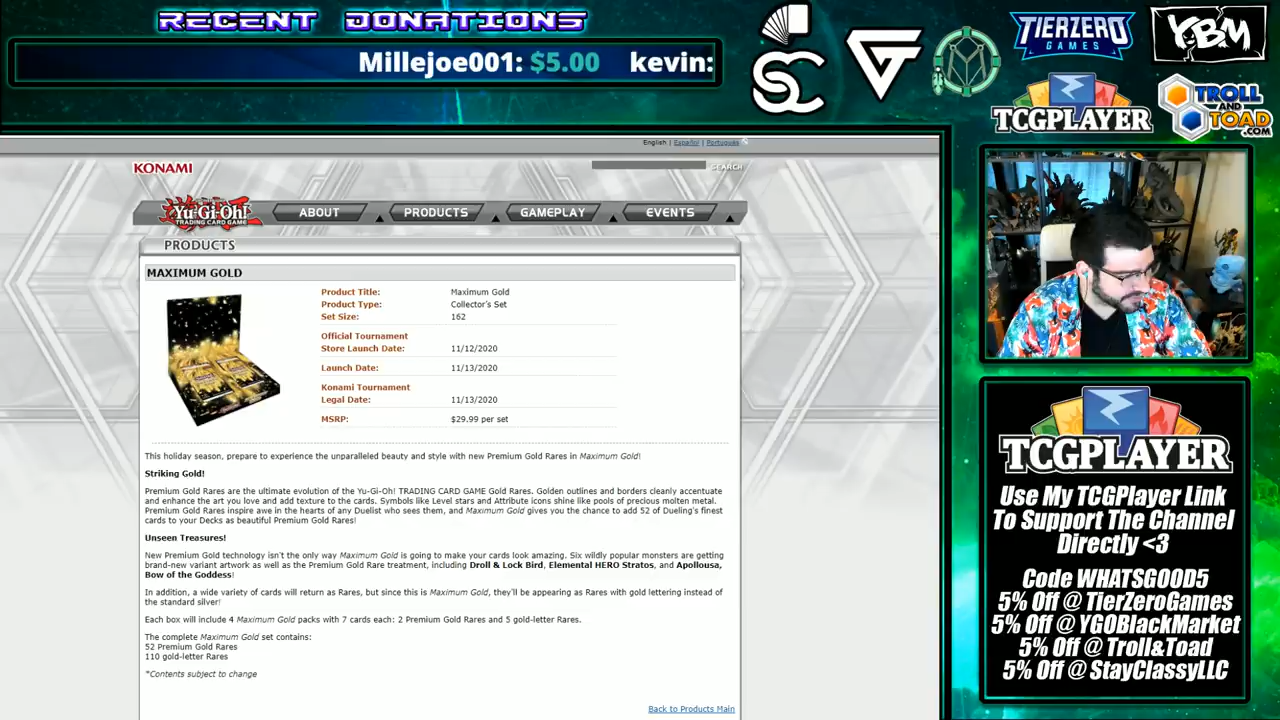 RECENT DONATIONS
Millejoe001: $5.00 kevin:
SC
TIERZERO
GAMES
YBM
TCGPLAYER
TROLL
AND
TOAD
.COM
English | Español | Português
KONAMI
SEARCH
Yu-Gi-Oh!
TRADING CARD GAME
ABOUT
PRODUCTS
GAMEPLAY
EVENTS
PRODUCTS
MAXIMUM GOLD
Product Title: Maximum Gold
Product Type: Collector's Set
Set Size: 162
Official Tournament
Store Launch Date: 11/12/2020
Launch Date: 11/13/2020
Konami Tournament
Legal Date: 11/13/2020
MSRP: $29.99 per set
This holiday season, prepare to experience the unparalleled beauty and style with new Premium Gold Rares in Maximum Gold!
Striking Gold!
Premium Gold Rares are the ultimate evolution of the Yu-Gi-Oh! TRADING CARD GAME Gold Rares. Golden outlines and borders cleanly accentuate
and enhance the art you love and add texture to the cards. Symbols like Level stars and Attribute icons shine like pools of precious molten metal.
Premium Gold Rares inspire awe in the hearts of any Duelist who sees them, and Maximum Gold gives you the chance to add 52 of Dueling's finest
cards to your Decks as beautiful Premium Gold Rares!
Unseen Treasures!
New Premium Gold technology isn't the only way Maximum Gold is going to make your cards look amazing. Six wildly popular monsters are getting
brand-new variant artwork as well as the Premium Gold Rare treatment, including Droll & Lock Bird, Elemental HERO Stratos, and Apollousa,
Bow of the Goddess!
In addition, a wide variety of cards will return as Rares, but since this is Maximum Gold, they'll be appearing as Rares with gold lettering instead of
the standard silver!
Each box will include 4 Maximum Gold packs with 7 cards each: 2 Premium Gold Rares and 5 gold-letter Rares.
The complete Maximum Gold set contains:
52 Premium Gold Rares
110 gold-letter Rares
*Contents subject to change
Back to Products Main
TCGPLAYER
Use My TCGPlayer Link
To Support The Channel
Directly <3
Code WHATSGOOD5
5% Off @ TierZeroGames
5% Off @ YGOBlackMarket
5% Off @ Troll&Toad
5% Off @ StayClassyLLC